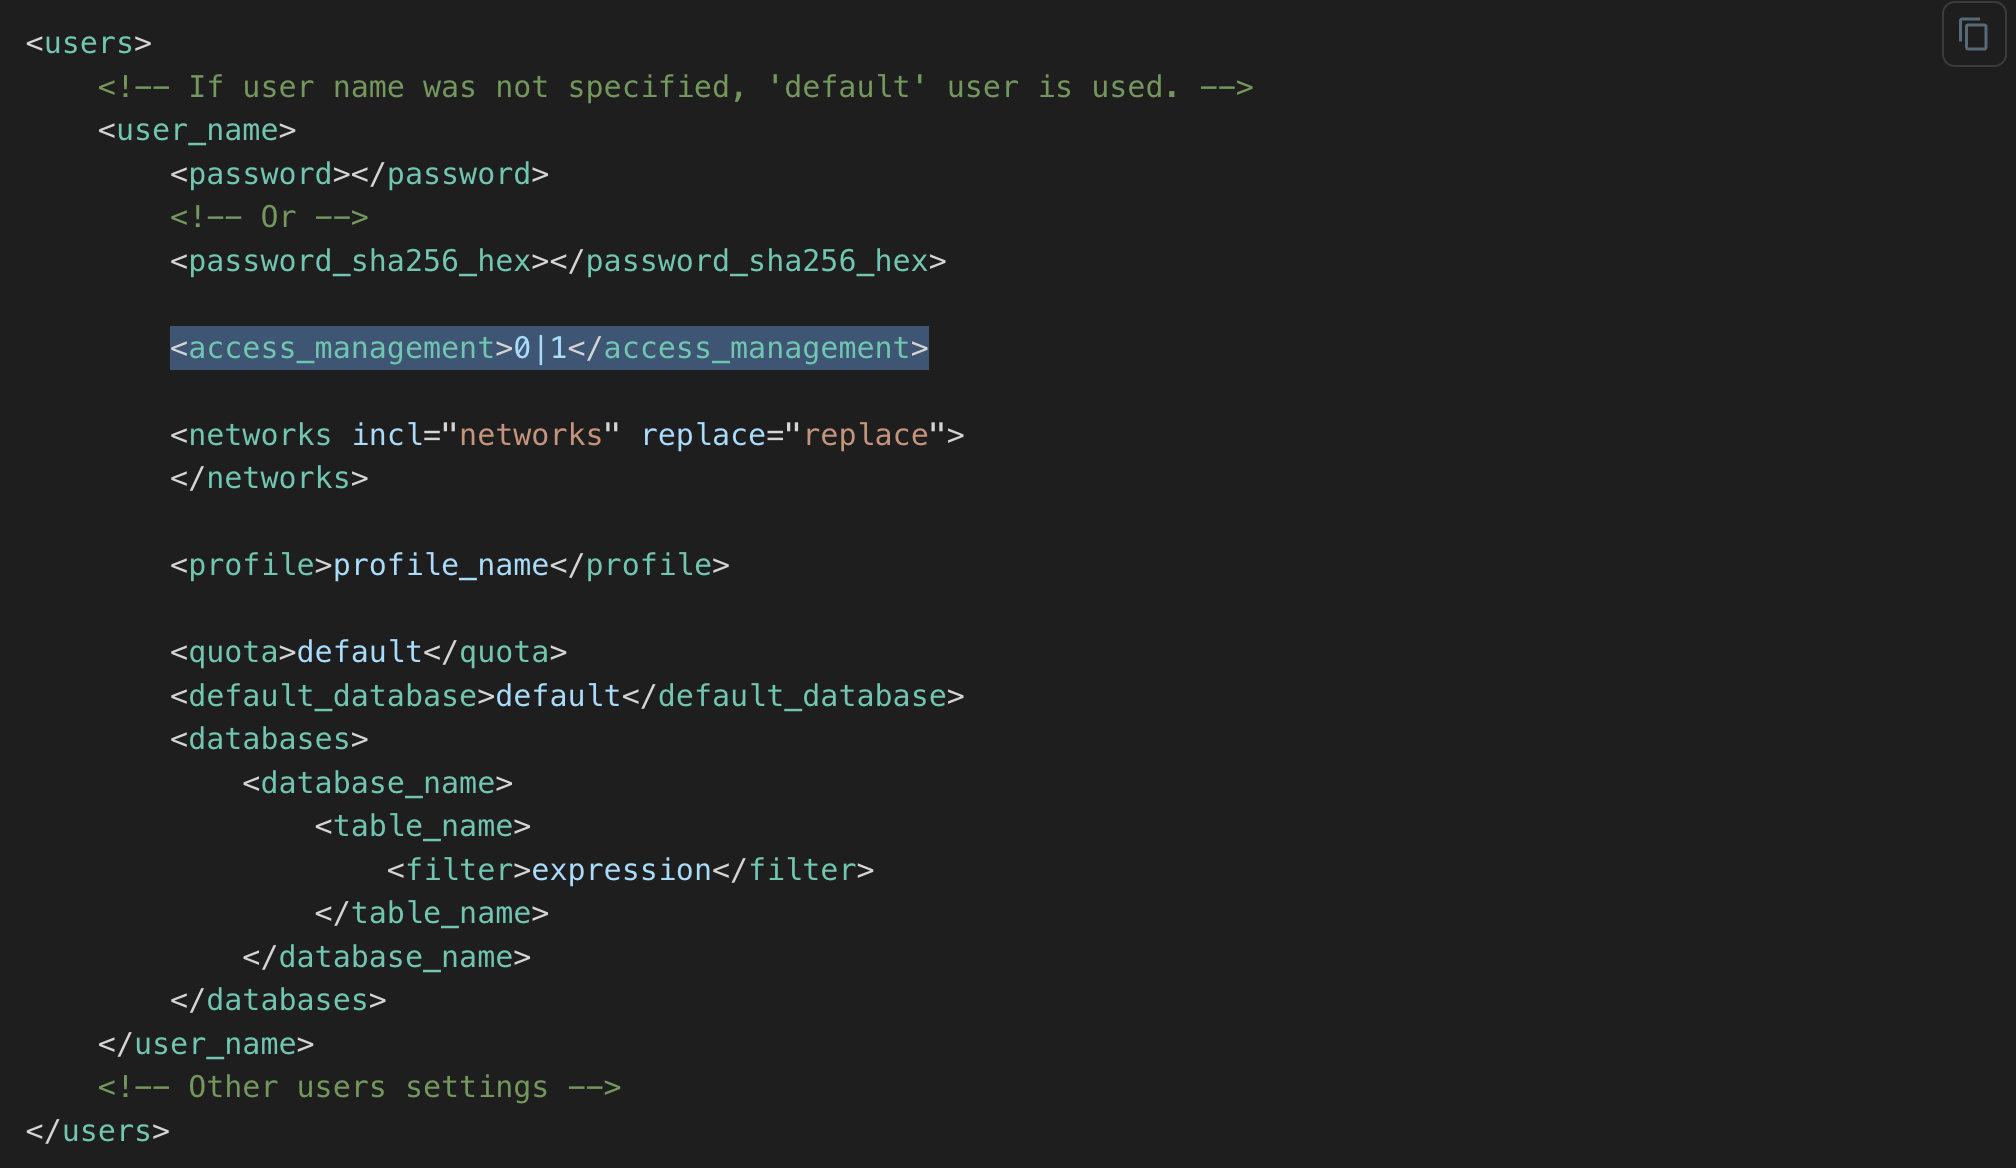 <users>
<!-- If user name was not specified, 'default' user is used. -->
<user_name>
<password></password>
<!-- Or -->
<password_sha256_hex></password_sha256_hex>
<access_management>0|1</access_management>
<networks incl="networks" replace="replace">
</networks>
<profile>profile_name</profile>
<quota>default</quota>
<default_database>default</default_database>
<databases>
<database_name>
<table_name>
<filter>expression</filter>
</table_name>
</database_name>
</databases>
</user_name>
<!-- Other users settings -->
</users>